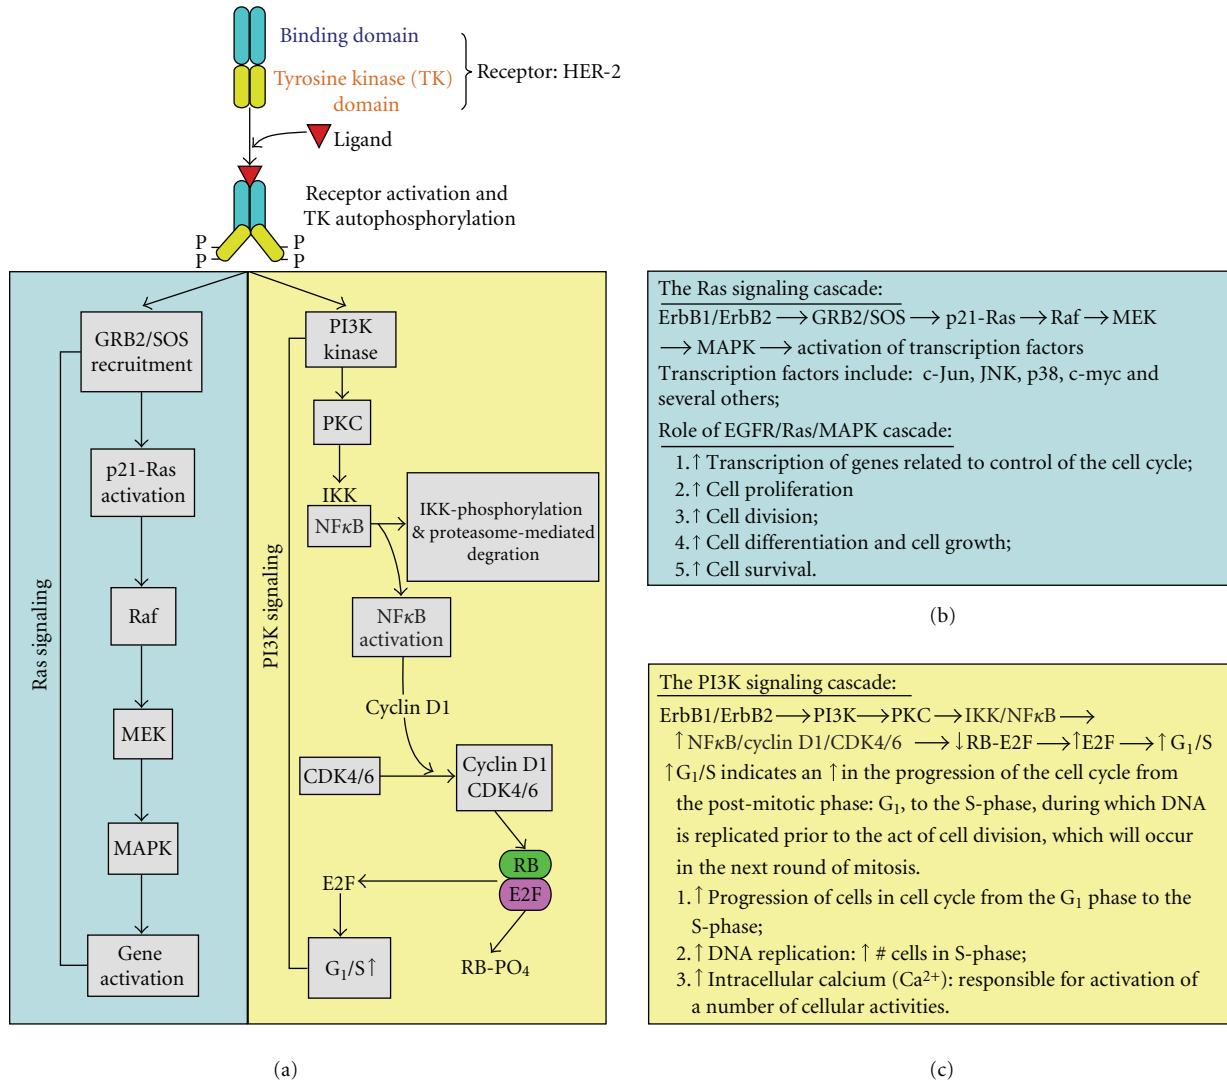 Binding domain
Tyrosine kinase (TK)
domain
Receptor: HER-2
Ligand
Receptor activation and
TK autophosphorylation
P
P
P
P
GRB2/SOS
recruitment
p21-Ras
activation
Raf
MEK
MAPK
Gene
activation
Ras signaling
PI3K
kinase
PKC
IKK
NFκB
IKK-phosphorylation
& proteasome-mediated
degration
NFκB
activation
Cyclin D1
CDK4/6
Cyclin D1
CDK4/6
RB
E2F
E2F
RB-PO₄
G₁/S↑
PI3K signaling
(a)
The Ras signaling cascade:
ErbB1/ErbB2 → GRB2/SOS → p21-Ras → Raf → MEK
→ MAPK → activation of transcription factors
Transcription factors include: c-Jun, JNK, p38, c-myc and
several others;
Role of EGFR/Ras/MAPK cascade:
1.↑ Transcription of genes related to control of the cell cycle;
2.↑ Cell proliferation
3.↑ Cell division;
4.↑ Cell differentiation and cell growth;
5.↑ Cell survival.
(b)
The PI3K signaling cascade:
ErbB1/ErbB2 → PI3K → PKC → IKK/NFκB →
↑ NFκB/cyclin D1/CDK4/6 → ↓ RB-E2F → ↑E2F → ↑ G₁/S
↑G₁/S indicates an ↑ in the progression of the cell cycle from
the post-mitotic phase: G₁, to the S-phase, during which DNA
is replicated prior to the act of cell division, which will occur
in the next round of mitosis.
1.↑ Progression of cells in cell cycle from the G₁ phase to the
S-phase;
2.↑ DNA replication: ↑ # cells in S-phase;
3.↑ Intracellular calcium (Ca²⁺): responsible for activation of
a number of cellular activities.
(c)